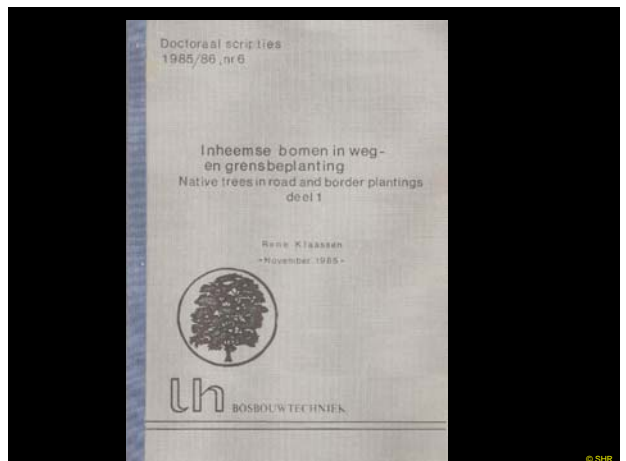 Doctoraal scripties
1985/86 ,nr 6
Inheemse bomen in weg-
en grensbeplanting
Native trees in road and border plantings
deel 1
Rene Klaassen
-November 1985-
lh BOSBOUWTECHNIEK
© SHR